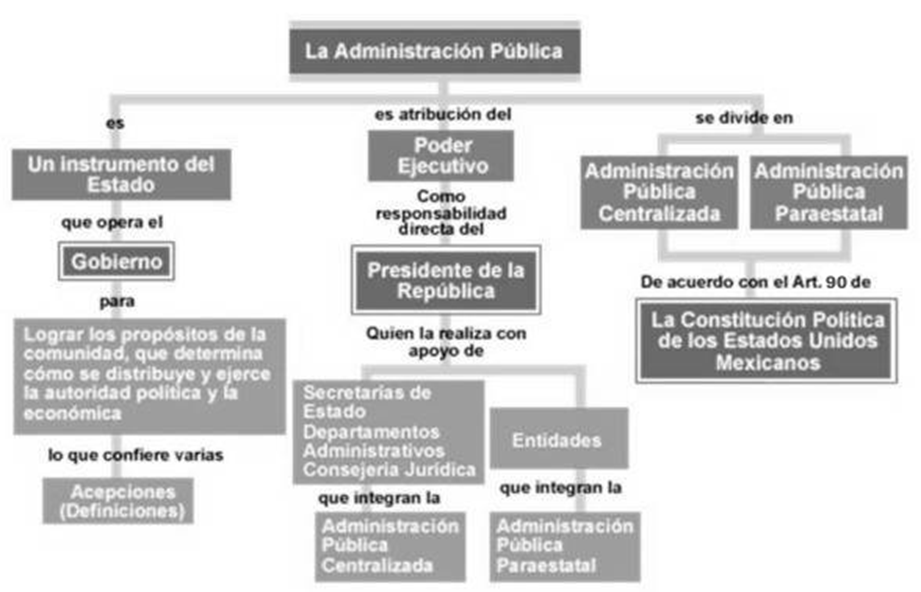 La Administración Pública
es
Un instrumento del
Estado
que opera el
Gobierno
para
Lograr los propósitos de la
comunidad, que determina
cómo se distribuye y ejerce
la autoridad política y la
económica
lo que confiere varias
Acepciones
(Definiciones)
es atribución del
Poder
Ejecutivo
Como
responsabilidad
directa del
Presidente de la
República
Quien la realiza con
apoyo de
Secretarías de
Estado
Departamentos
Administrativos
Consejería Jurídica
que integran la
Administración
Pública
Centralizada
Entidades
que integran la
Administración
Pública
Paraestatal
se divide en
Administración
Pública
Centralizada
Administración
Pública
Paraestatal
De acuerdo con el Art. 90 de
La Constitución Política
de los Estados Unidos
Mexicanos